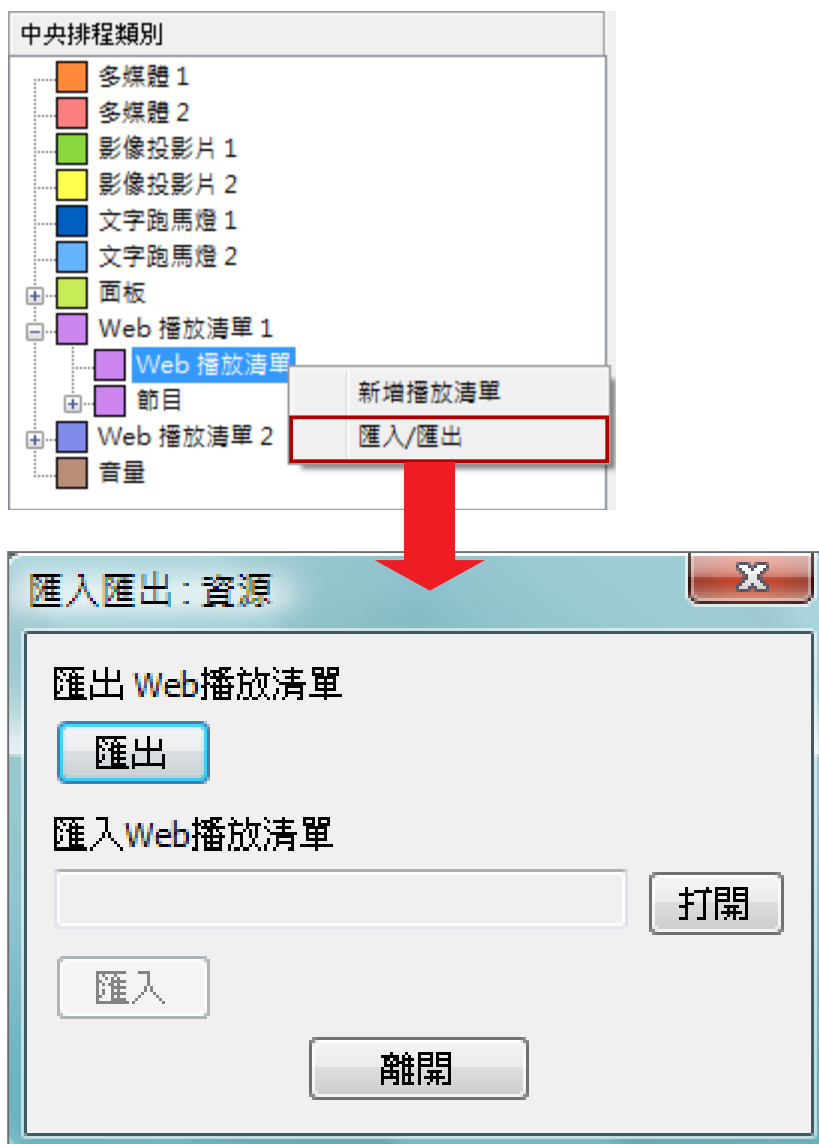 中央排程類別
多媒體 1
多媒體 2
影像投影片 1
影像投影片 2
文字跑馬燈 1
文字跑馬燈 2
面板
Web 播放清單 1
Web 播放清單
節目
Web 播放清單 2
音量
新增播放清單
匯入/匯出
匯入匯出 : 資源
匯出 Web播放清單
匯出
匯入Web播放清單
打開
匯入
離開